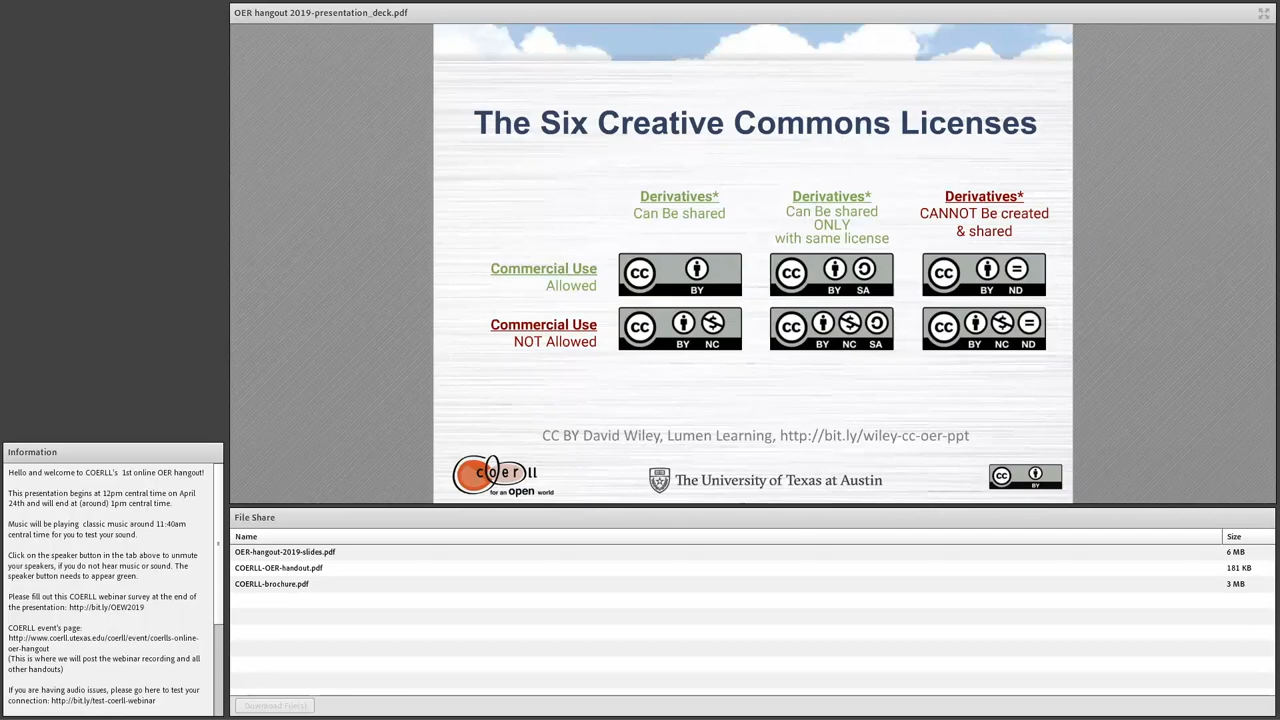 OER hangout 2019-presentation_deck.pdf
The Six Creative Commons Licenses
Derivatives*
Can Be shared
Derivatives*
Can Be shared
ONLY
with same license
Derivatives*
CANNOT Be created
& shared
Commercial Use
Allowed
cc BY
cc BY SA
cc BY ND
Commercial Use
NOT Allowed
cc BY NC
cc BY NC SA
cc BY NC ND
CC BY David Wiley, Lumen Learning, http://bit.ly/wiley-cc-oer-ppt
coerll
for an open world
The University of Texas at Austin
cc BY
Information
Hello and welcome to COERLL's 1st online OER hangout!
This presentation begins at 12pm central time on April
24th and will end at (around) 1pm central time.
Music will be playing classic music around 11:40am
central time for you to test your sound.
Click on the speaker button in the tab above to unmute
your speakers, if you do not hear music or sound. The
speaker button needs to appear green.
Please fill out this COERLL webinar survey at the end of
the presentation: http://bit.ly/OEW2019
COERLL event's page:
http://www.coerll.utexas.edu/coerll/event/coerlls-online-
oer-hangout
(This is where we will post the webinar recording and all
other handouts)
If you are having audio issues, please go here to test your
connection: http://bit.ly/test-coerll-webinar
File Share
Name Size
OER-hangout-2019-slides.pdf 6 MB
COERLL-OER-handout.pdf 181 KB
COERLL-brochure.pdf 3 MB
Download File(s)